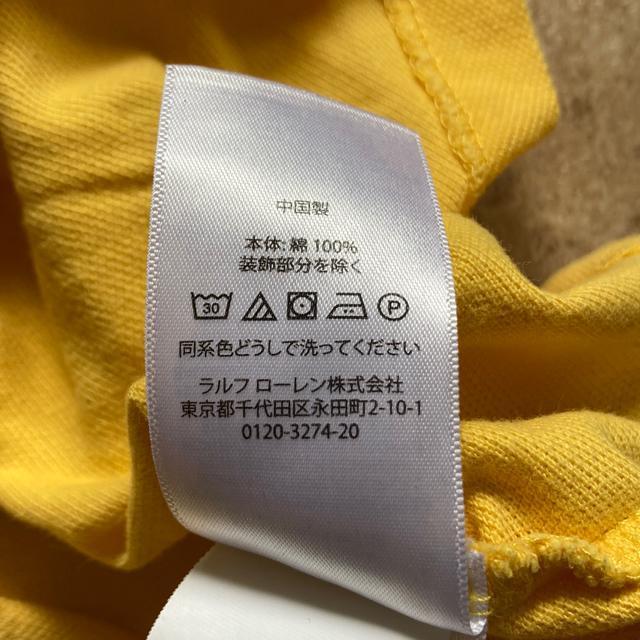 中国製
本体: 綿 100%
装飾部分を除く
30 P
同系色どうしで洗ってください
ラルフ ローレン株式会社
東京都千代田区永田町2-10-1
0120-3274-20